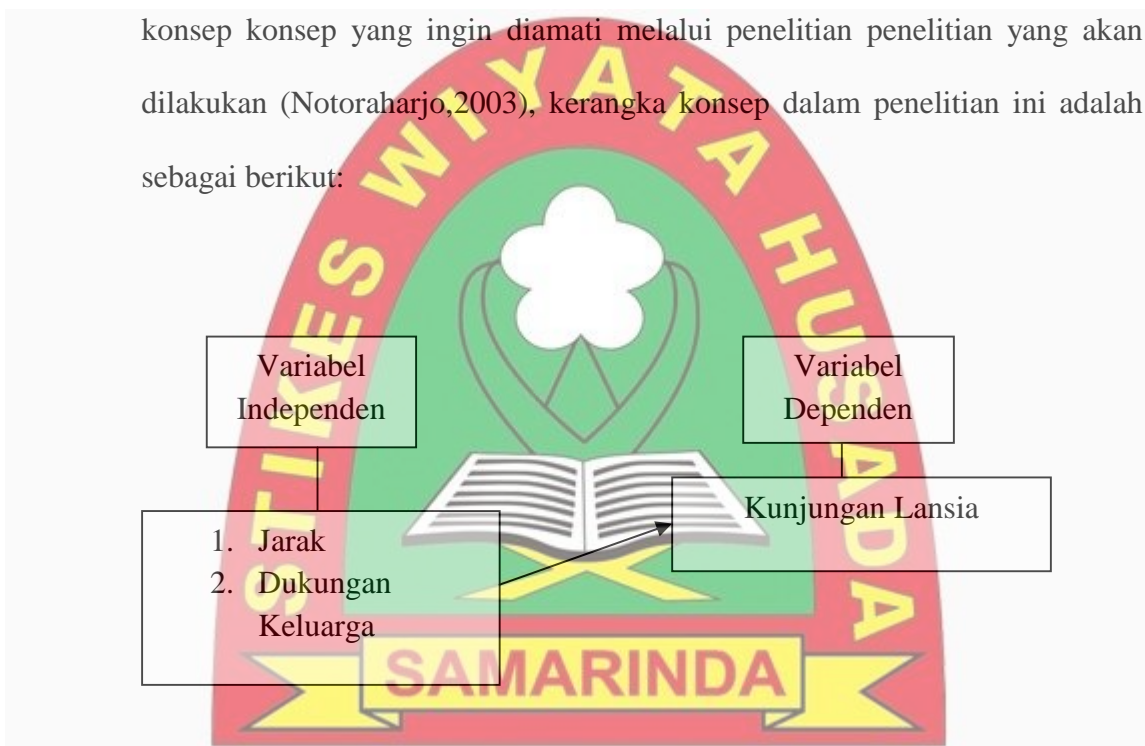 konsep konsep yang ingin diamati melalui penelitian penelitian yang akan
dilakukan (Notoraharjo,2003), kerangka konsep dalam penelitian ini adalah
sebagai berikut:
STIKES WIYATA HUSADA
Variabel
Independen
Variabel
Dependen
1. Jarak
2. Dukungan
Keluarga
Kunjungan Lansia
SAMARINDA